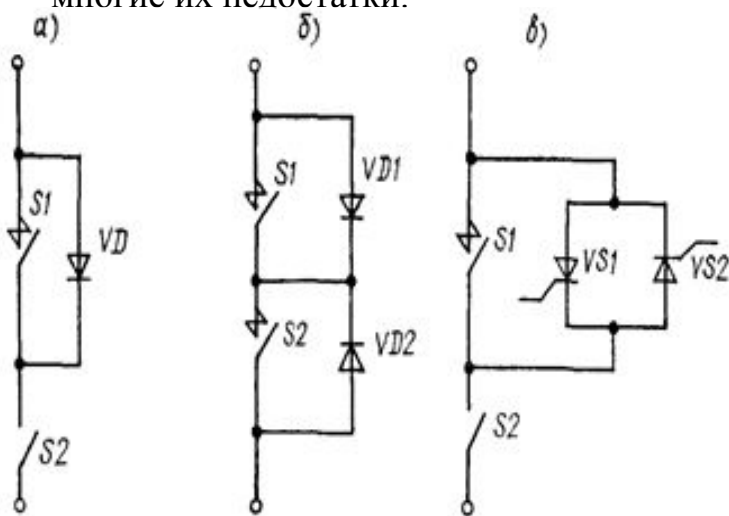 многие их недостатки.
а) б) в)
S1 VD S1 VD1 S1 VS1 VS2
S2 VD2
S2 S2